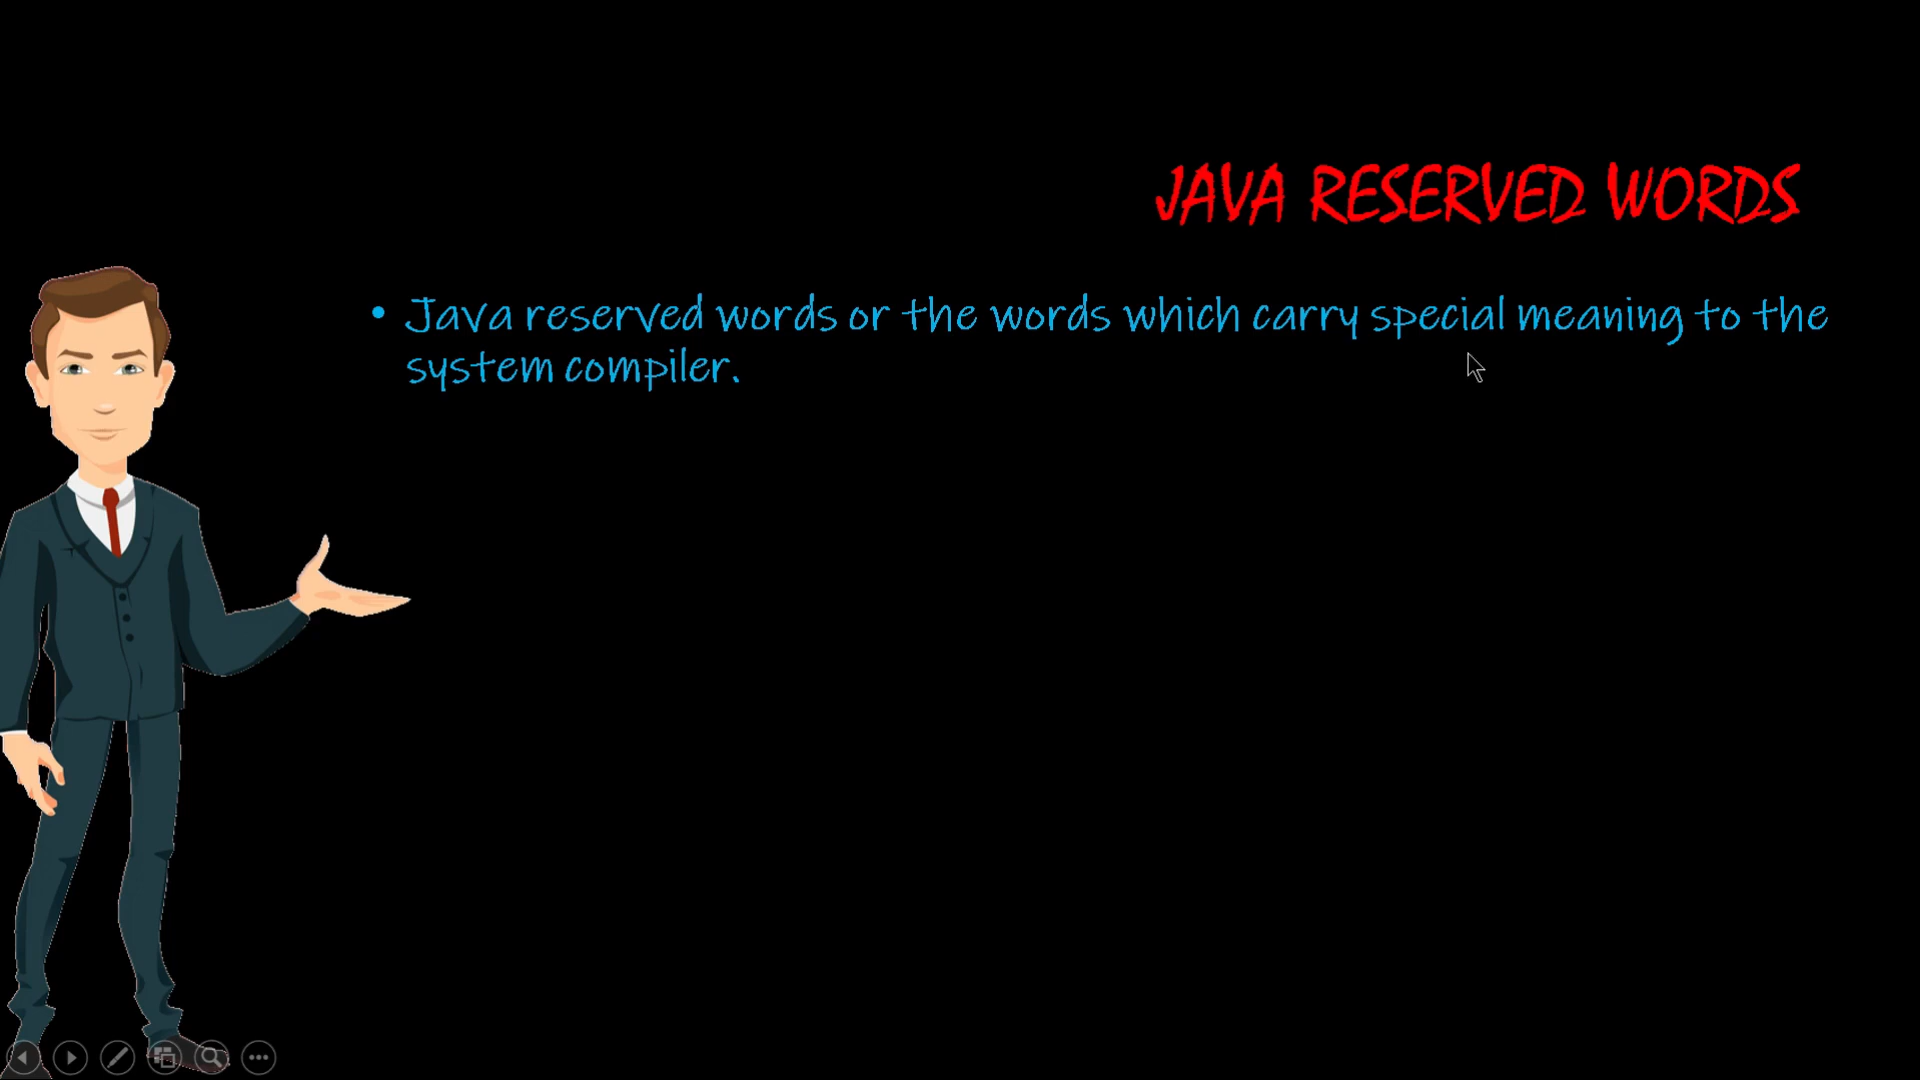 JAVA RESERVED WORDS
• Java reserved words or the words which carry special meaning to the
system compiler.